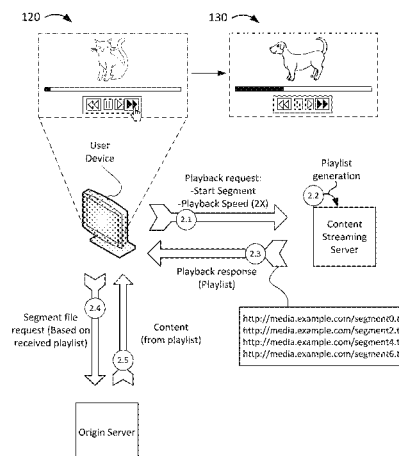 120
130
User
Device
Playback request:
-Start Segment
-Playback Speed (2X)
2.1
Playlist
generation
2.2
Content
Streaming
Server
2.3
Playback response
(Playlist)
2.4
Segment file
request (Based on
received playlist)
Content
(from playlist)
2.5
http://media.example.com/segment0.t
http://media.example.com/segment2.t
http://media.example.com/segment4.t
http://media.example.com/segment6.t
Origin Server